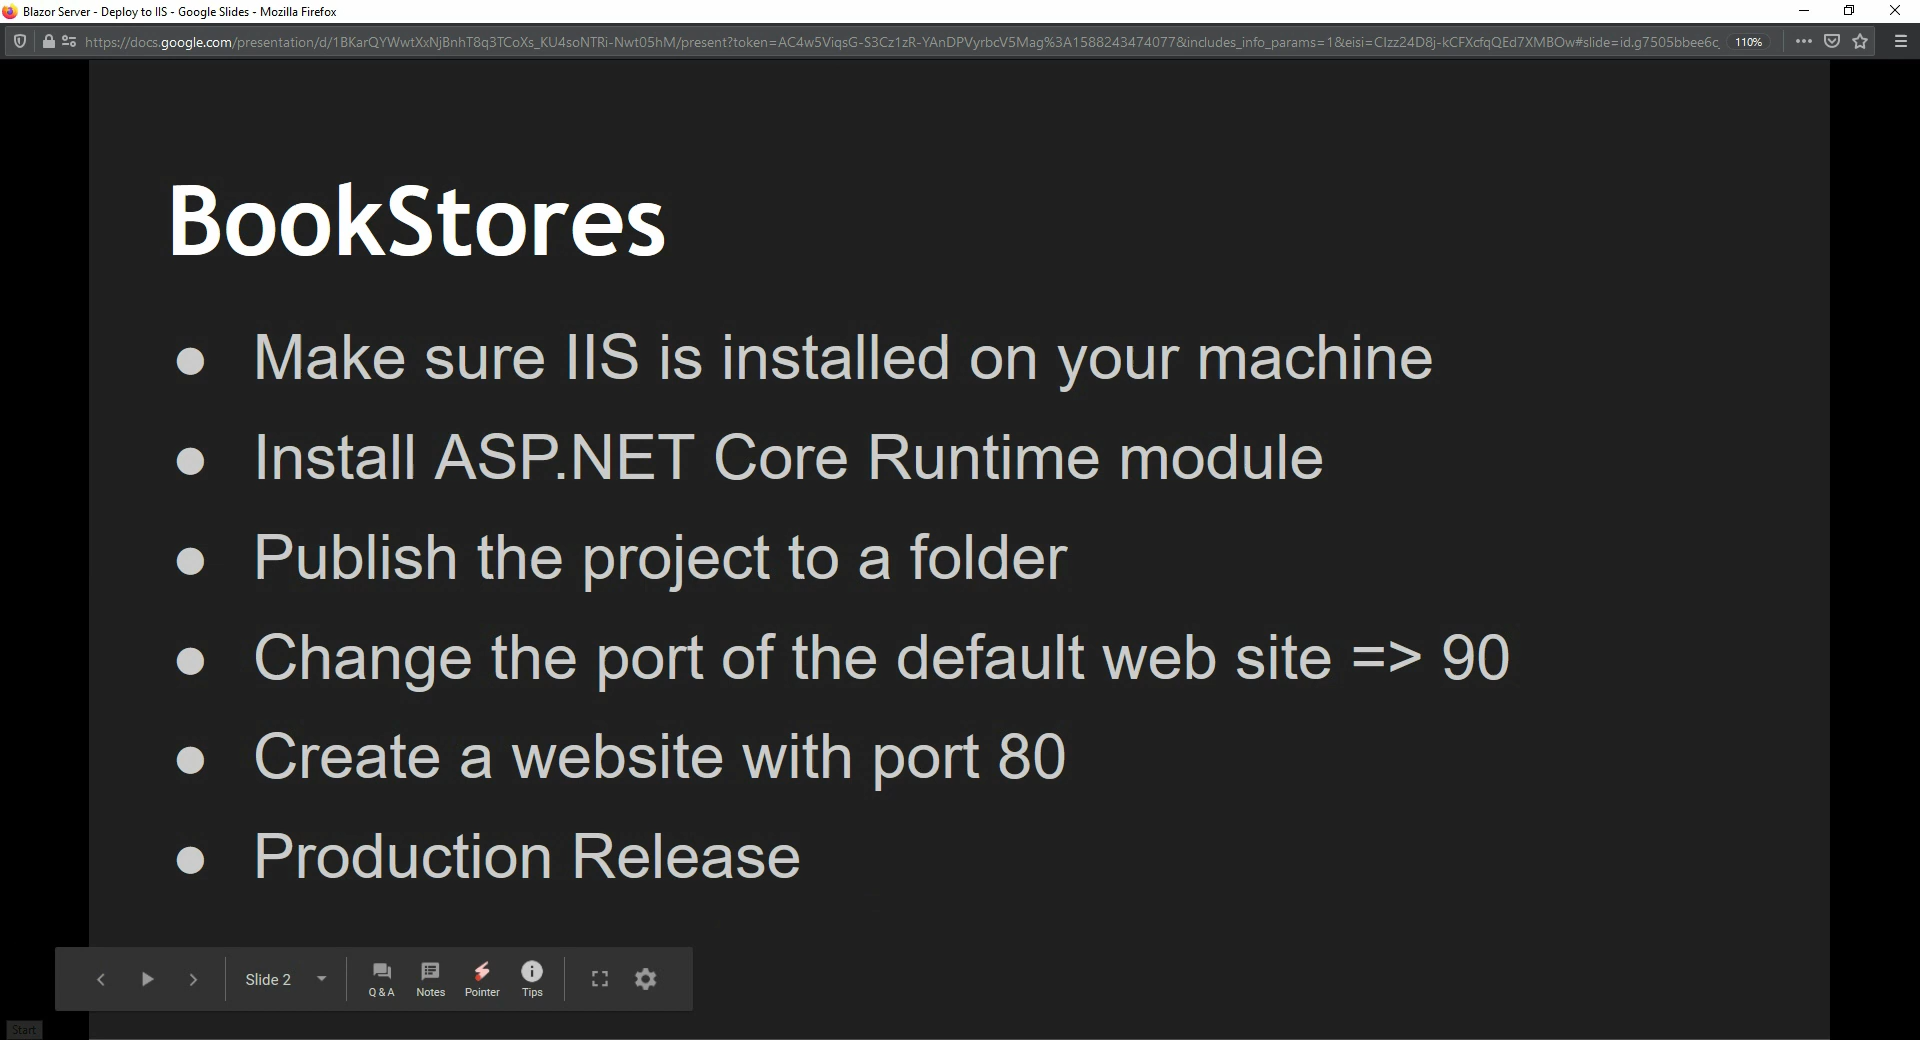 Blazor Server - Deploy to IIS - Google Slides - Mozilla Firefox
https://docs.google.com/presentation/d/1BKarQYWwtXxNjBnhT8q3TCoXs_KU4soNTRi-Nwt05hM/present?token=AC4w5ViqsG-S3Cz1zR-YAnDPVyrbcV5Mag%3A1588243474077&includes_info_params=1&eisi=CIzz24D8j-kCFXcfqQEd7XMBOw#slide=id.g7505bbee6c_
110%
BookStores
● Make sure IIS is installed on your machine
● Install ASP.NET Core Runtime module
● Publish the project to a folder
● Change the port of the default web site => 90
● Create a website with port 80
● Production Release
Slide 2
Q & A Notes Pointer Tips
Start